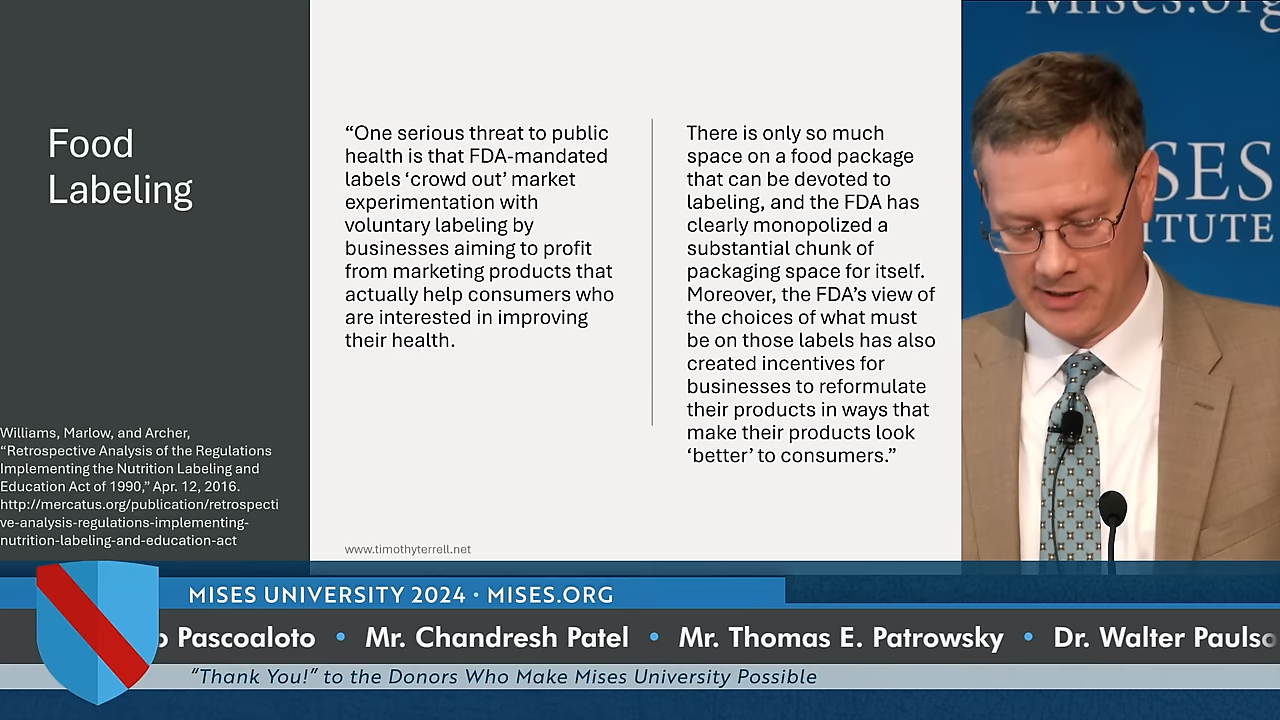 Food
Labeling
Williams, Marlow, and Archer,
“Retrospective Analysis of the Regulations
Implementing the Nutrition Labeling and
Education Act of 1990,” Apr. 12, 2016.
http://mercatus.org/publication/retrospecti
ve-analysis-regulations-implementing-
nutrition-labeling-and-education-act
“One serious threat to public
health is that FDA-mandated
labels ‘crowd out’ market
experimentation with
voluntary labeling by
businesses aiming to profit
from marketing products that
actually help consumers who
are interested in improving
their health.
There is only so much
space on a food package
that can be devoted to
labeling, and the FDA has
clearly monopolized a
substantial chunk of
packaging space for itself.
Moreover, the FDA’s view of
the choices of what must
be on those labels has also
created incentives for
businesses to reformulate
their products in ways that
make their products look
‘better’ to consumers.”
www.timothyterrell.net
Mises.org
SES
ITUTE
MISES UNIVERSITY 2024 • MISES.ORG
o Pascoaloto • Mr. Chandresh Patel • Mr. Thomas E. Patrowsky • Dr. Walter Paulso
“Thank You!” to the Donors Who Make Mises University Possible